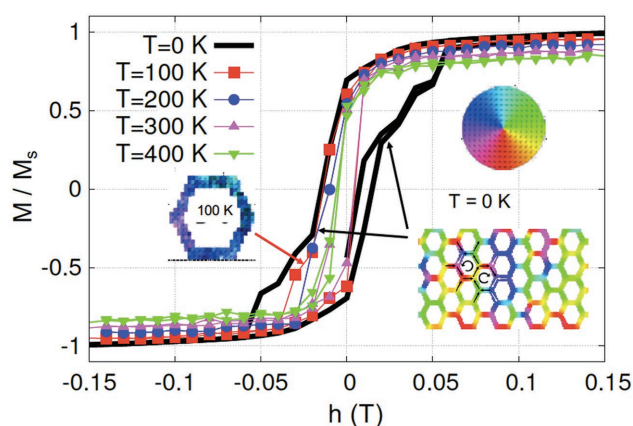 T=0 K
T=100 K
T=200 K
T=300 K
T=400 K
100 K
T = 0 K
M / Ms
1
0.5
0
-0.5
-1
-0.15
-0.1
-0.05
0
0.05
0.1
0.15
h (T)